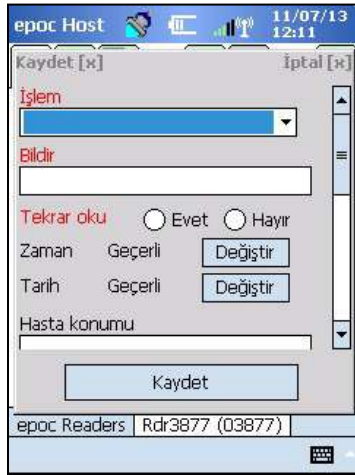 epoc Host 11/07/13
12:11
Kaydet [x] İptal [x]
İşlem
Bildir
Tekrar oku Evet Hayır
Zaman Geçerli Değiştir
Tarih Geçerli Değiştir
Hasta konumu
Kaydet
epoc Readers Rdr3877 (03877)